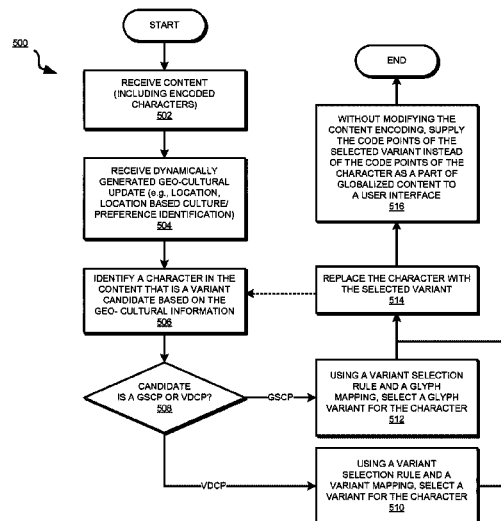 START
500
RECEIVE CONTENT
(INCLUDING ENCODED
CHARACTERS)
502
RECEIVE DYNAMICALLY
GENERATED GEO-CULTURAL
UPDATE (e.g., LOCATION,
LOCATION BASED CULTURE/
PREFERENCE IDENTIFICATION)
504
IDENTIFY A CHARACTER IN THE
CONTENT THAT IS A VARIANT
CANDIDATE BASED ON THE
GEO- CULTURAL INFORMATION
506
CANDIDATE
IS A GSCP OR VDCP?
508
GSCP
VDCP
USING A VARIANT
SELECTION RULE AND A
VARIANT MAPPING, SELECT A
VARIANT FOR THE CHARACTER
510
USING A VARIANT SELECTION
RULE AND A GLYPH
MAPPING, SELECT A GLYPH
VARIANT FOR THE CHARACTER
512
REPLACE THE CHARACTER WITH
THE SELECTED VARIANT
514
WITHOUT MODIFYING THE
CONTENT ENCODING, SUPPLY
THE CODE POINTS OF THE
SELECTED VARIANT INSTEAD OF
THE CODE POINTS OF THE
CHARACTER AS A PART OF
GLOBALIZED CONTENT TO
A USER INTERFACE
516
END